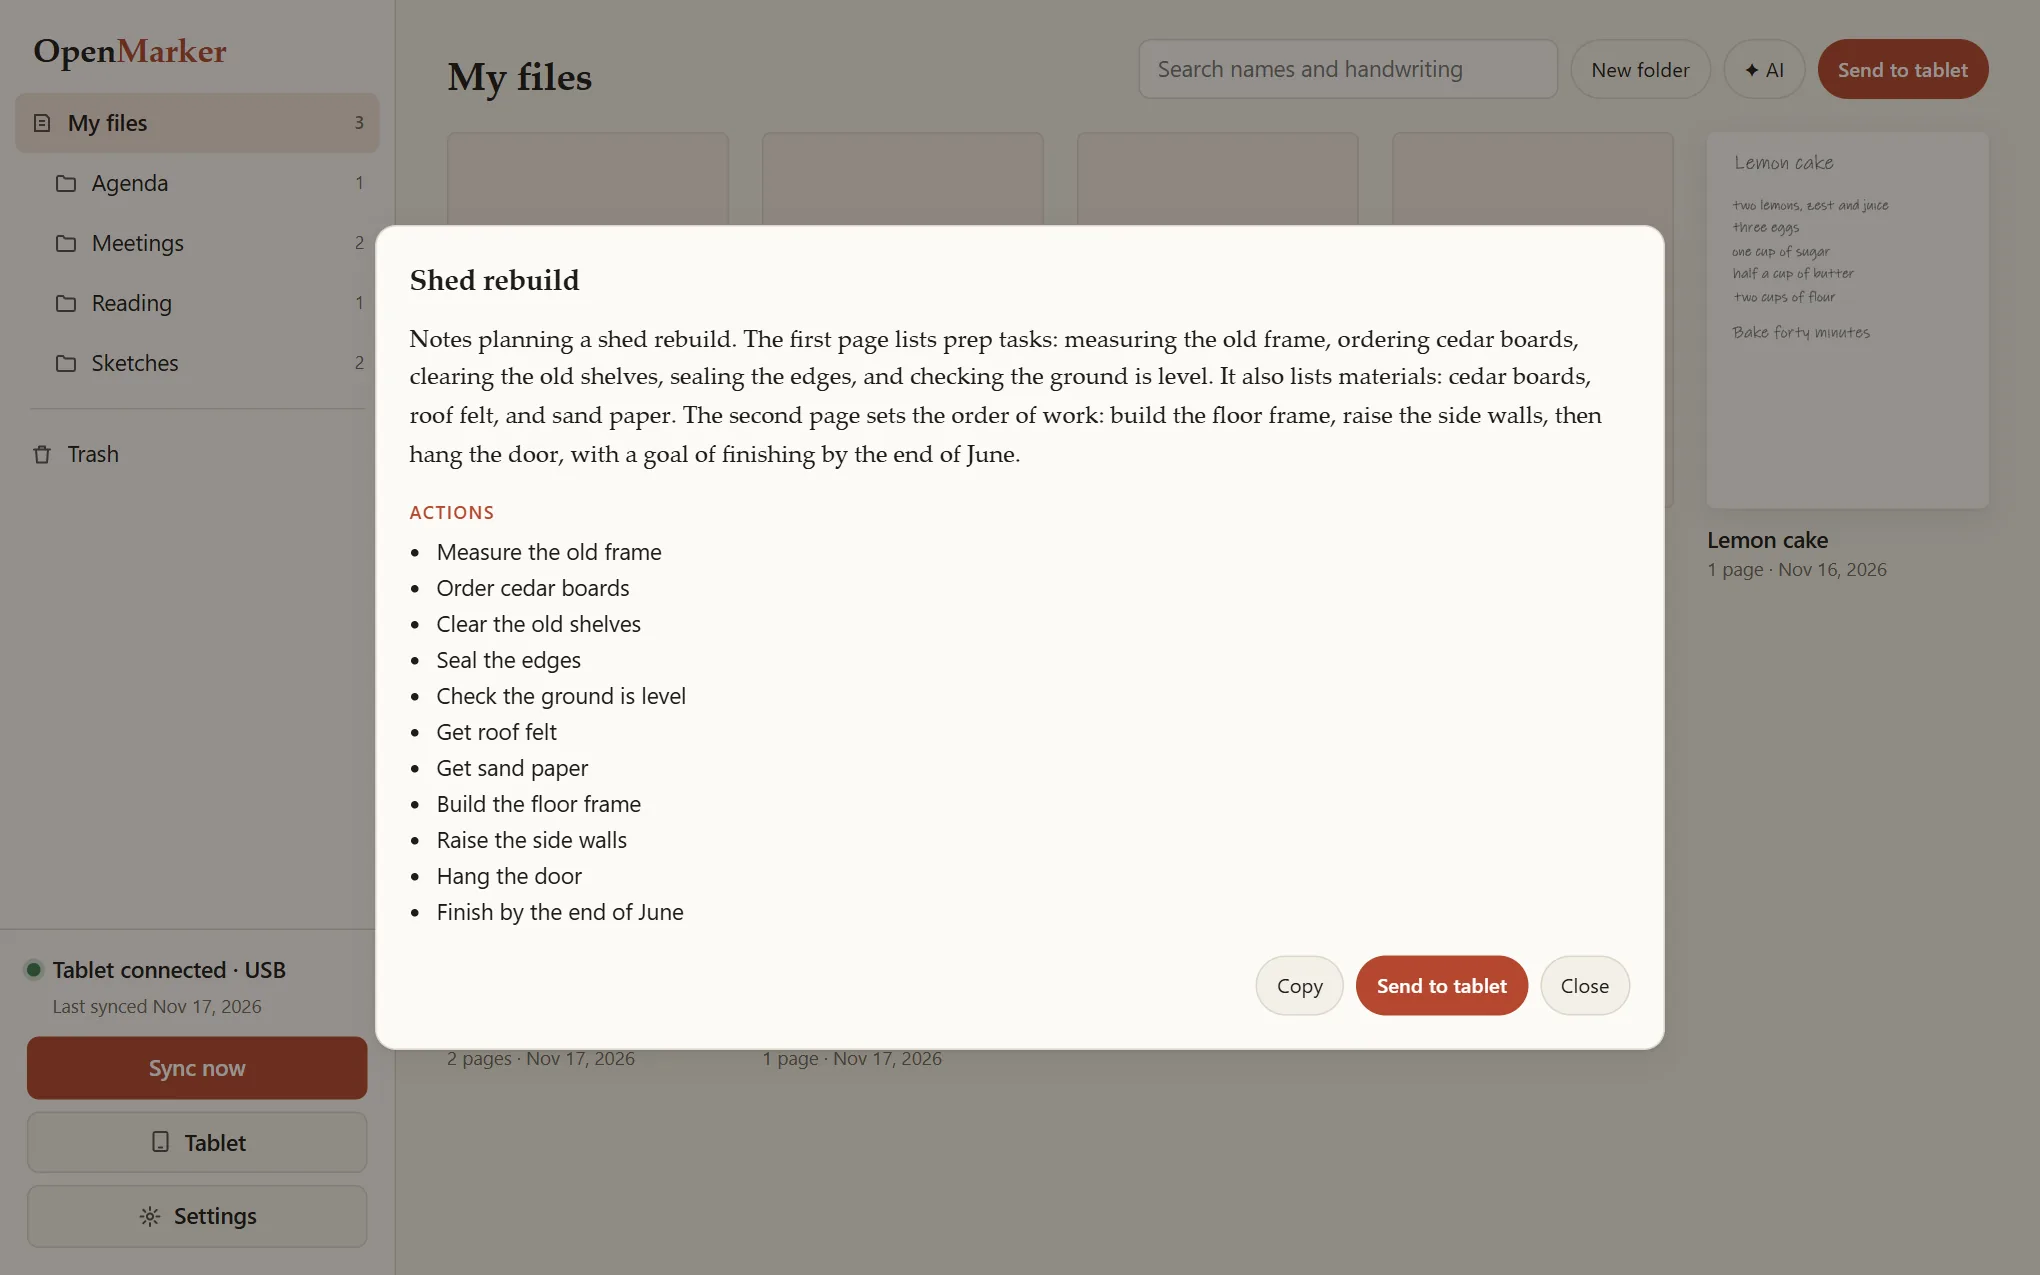 OpenMarker
My files 3
Agenda 1
Meetings 2
Reading 1
Sketches 2
Trash
Tablet connected · USB
Last synced Nov 17, 2026
Sync now
Tablet
Settings
My files
Search names and handwriting
New folder
AI
Send to tablet
Lemon cake
two lemons, zest and juice
three eggs
one cup of sugar
half a cup of butter
two cups of flour
Bake forty minutes
Lemon cake
1 page · Nov 16, 2026
Shed rebuild
Notes planning a shed rebuild. The first page lists prep tasks: measuring the old frame, ordering cedar boards,
clearing the old shelves, sealing the edges, and checking the ground is level. It also lists materials: cedar boards,
roof felt, and sand paper. The second page sets the order of work: build the floor frame, raise the side walls, then
hang the door, with a goal of finishing by the end of June.
ACTIONS
Measure the old frame
Order cedar boards
Clear the old shelves
Seal the edges
Check the ground is level
Get roof felt
Get sand paper
Build the floor frame
Raise the side walls
Hang the door
Finish by the end of June
Copy
Send to tablet
Close
2 pages · Nov 17, 2026
1 page · Nov 17, 2026